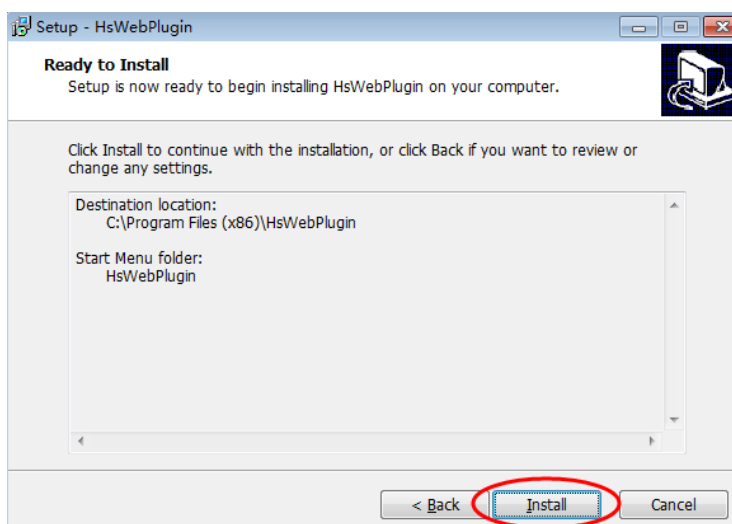 Setup - HsWebPlugin
Ready to Install
Setup is now ready to begin installing HsWebPlugin on your computer.
Click Install to continue with the installation, or click Back if you want to review or
change any settings.
Destination location:
C:\Program Files (x86)\HsWebPlugin
Start Menu folder:
HsWebPlugin
< Back
Install
Cancel